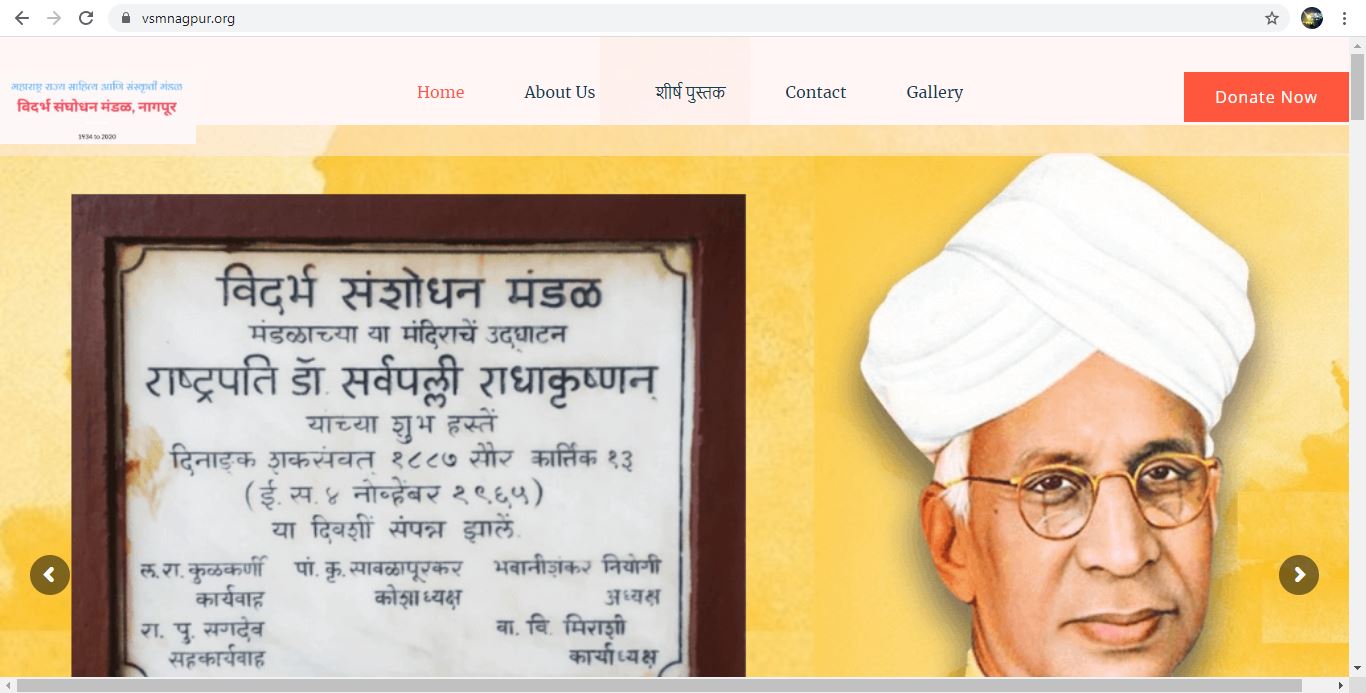 vsmnagpur.org
महाराष्ट्र राज्य साहित्य आणि संस्कृती मंडळ
विदर्भ संघोधन मंडळ, नागपूर
1934 to 2020
Home About Us शीर्ष पुस्तक Contact Gallery
Donate Now
विदर्भ संशोधन मंडळ
मंडळाच्या या मंदिराचें उद्घाटन
राष्ट्रपति डॉ. सर्वपल्ली राधाकृष्णन्
यांच्या शुभ हस्तें
दिनाङ्क शकसंवत् १८८७ सौर कार्तिक १३
(ई. स. ४ नोव्हेंबर १९६५)
या दिवशीं संपन्न झालें.
ल. रा. कुळकर्णी पां. कृ. सावळापूरकर भवानीशंकर नियोगी
कार्यवाह कोशाध्यक्ष अध्यक्ष
रा. पु. सगदेव वा. वि. मिराशी
सहकार्यवाह कार्याध्यक्ष